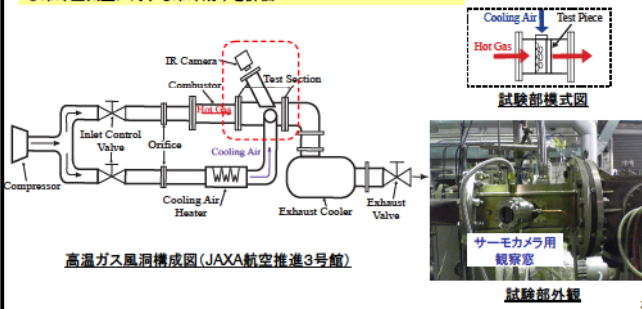 Cooling Air
Test Piece
Hot Gas
試験部模式図
IR Camera
Combustor
Test Section
Hot Gas
Inlet Control
Valve
Orifice
Cooling Air
Compressor
Cooling Air
Heater
Exhaust Cooler
Exhaust
Valve
高温ガス風洞構成図(JAXA航空推進3号館)
サーモカメラ用
観察窓
試験部外観